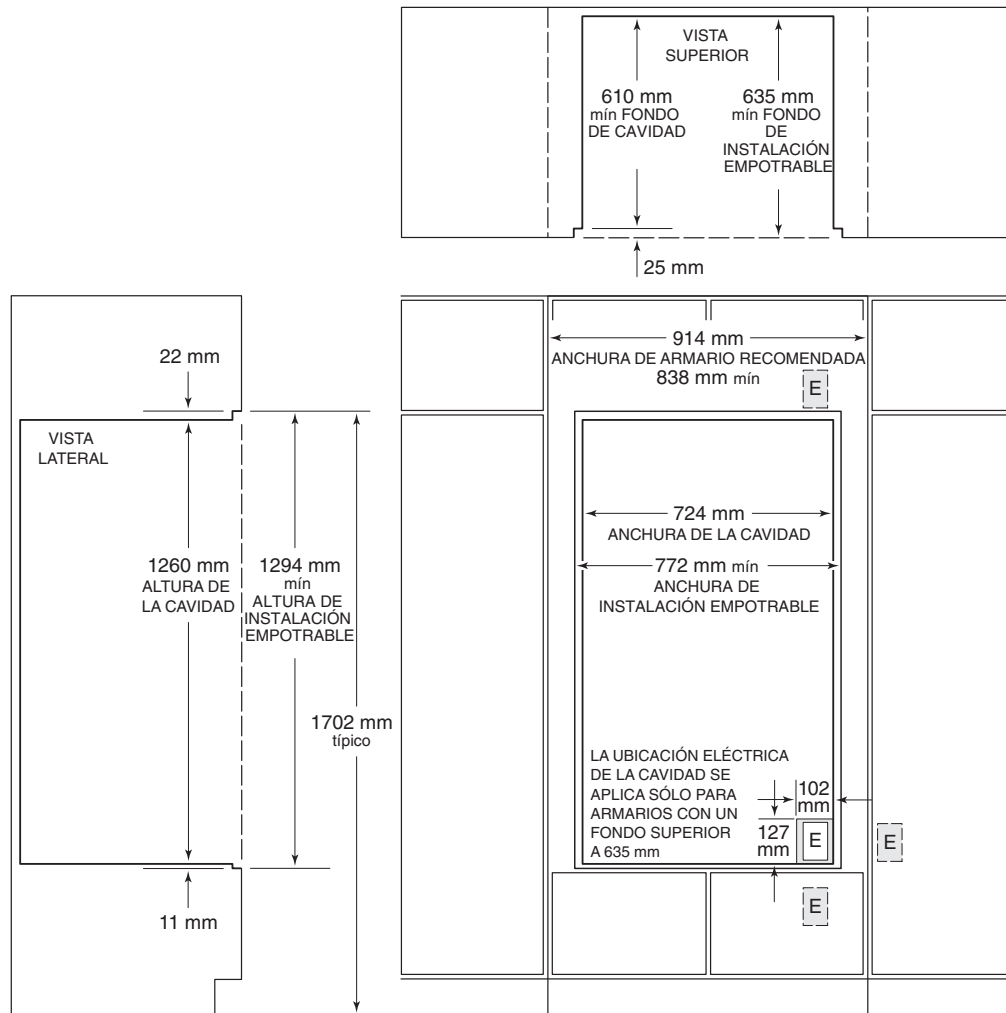 VISTA
SUPERIOR
610 mm
mín FONDO
DE CAVIDAD
635 mm
mín FONDO
DE
INSTALACIÓN
EMPOTRABLE
25 mm
22 mm
VISTA
LATERAL
1260 mm
ALTURA DE
LA CAVIDAD
1294 mm
mín
ALTURA DE
INSTALACIÓN
EMPOTRABLE
1702 mm
típico
11 mm
914 mm
ANCHURA DE ARMARIO RECOMENDADA
838 mm mín
E
724 mm
ANCHURA DE LA CAVIDAD
772 mm mín
ANCHURA DE
INSTALACIÓN EMPOTRABLE
LA UBICACIÓN ELÉCTRICA
DE LA CAVIDAD SE
APLICA SÓLO PARA
ARMARIOS CON UN
FONDO SUPERIOR
A 635 mm
102
mm
127
mm
E
E
E